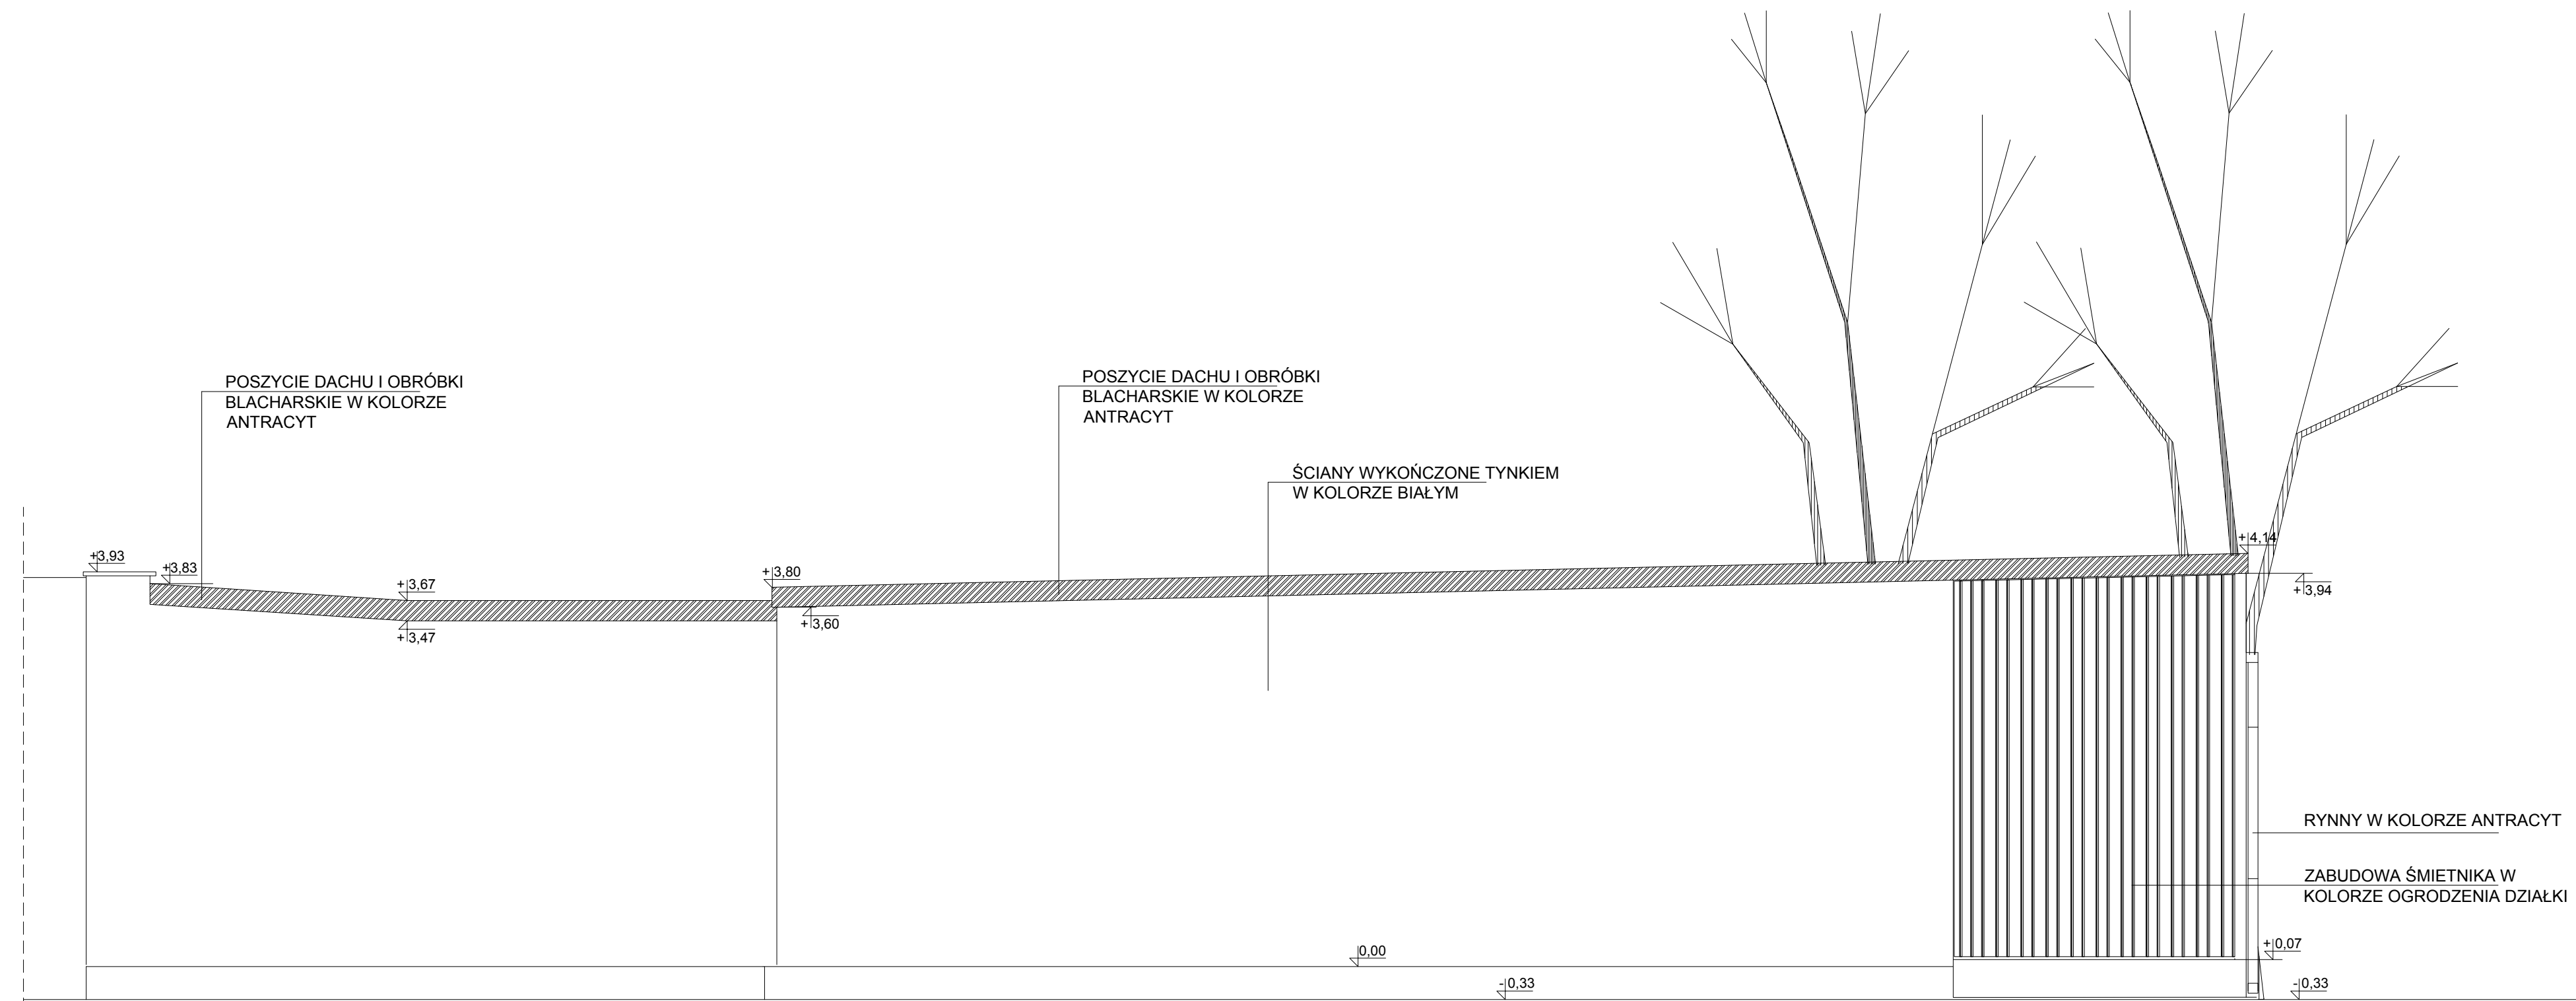 POSZYCIE DACHU I OBRÓBKI
BLACHARSKIE W KOLORZE
ANTRACYT
POSZYCIE DACHU I OBRÓBKI
BLACHARSKIE W KOLORZE
ANTRACYT
ŚCIANY WYKOŃCZONE TYNKIEM
W KOLORZE BIAŁYM
+3,93
+3,83
+3,67
+3,47
+3,80
+3,60
+4,14
+3,94
RYNNY W KOLORZE ANTRACYT
ZABUDOWA ŚMIETNIKA W
KOLORZE OGRODZENIA DZIAŁKI
0,00
+0,07
-0,33
-0,33